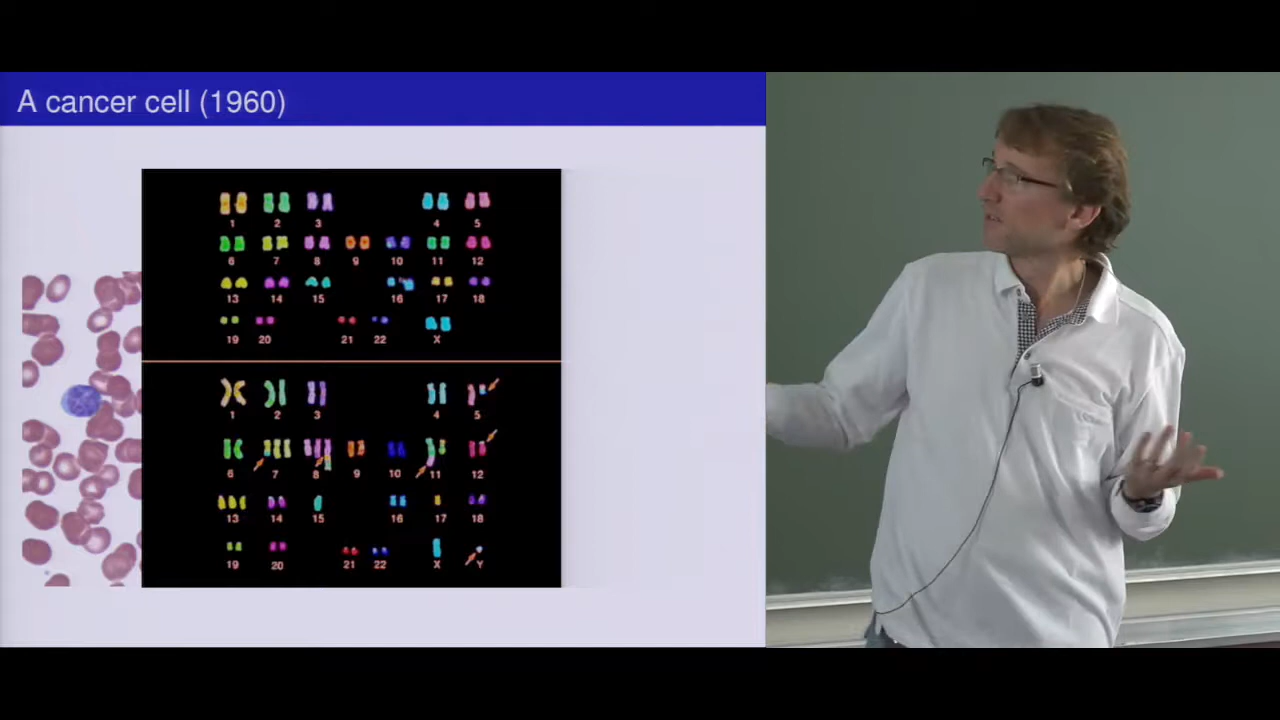 A cancer cell (1960)
1 2 3 4 5
6 7 8 9 10 11 12
13 14 15 16 17 18
19 20 21 22 X
1 2 3 4 5
6 7 8 9 10 11 12
13 14 15 16 17 18
19 20 21 22 X Y